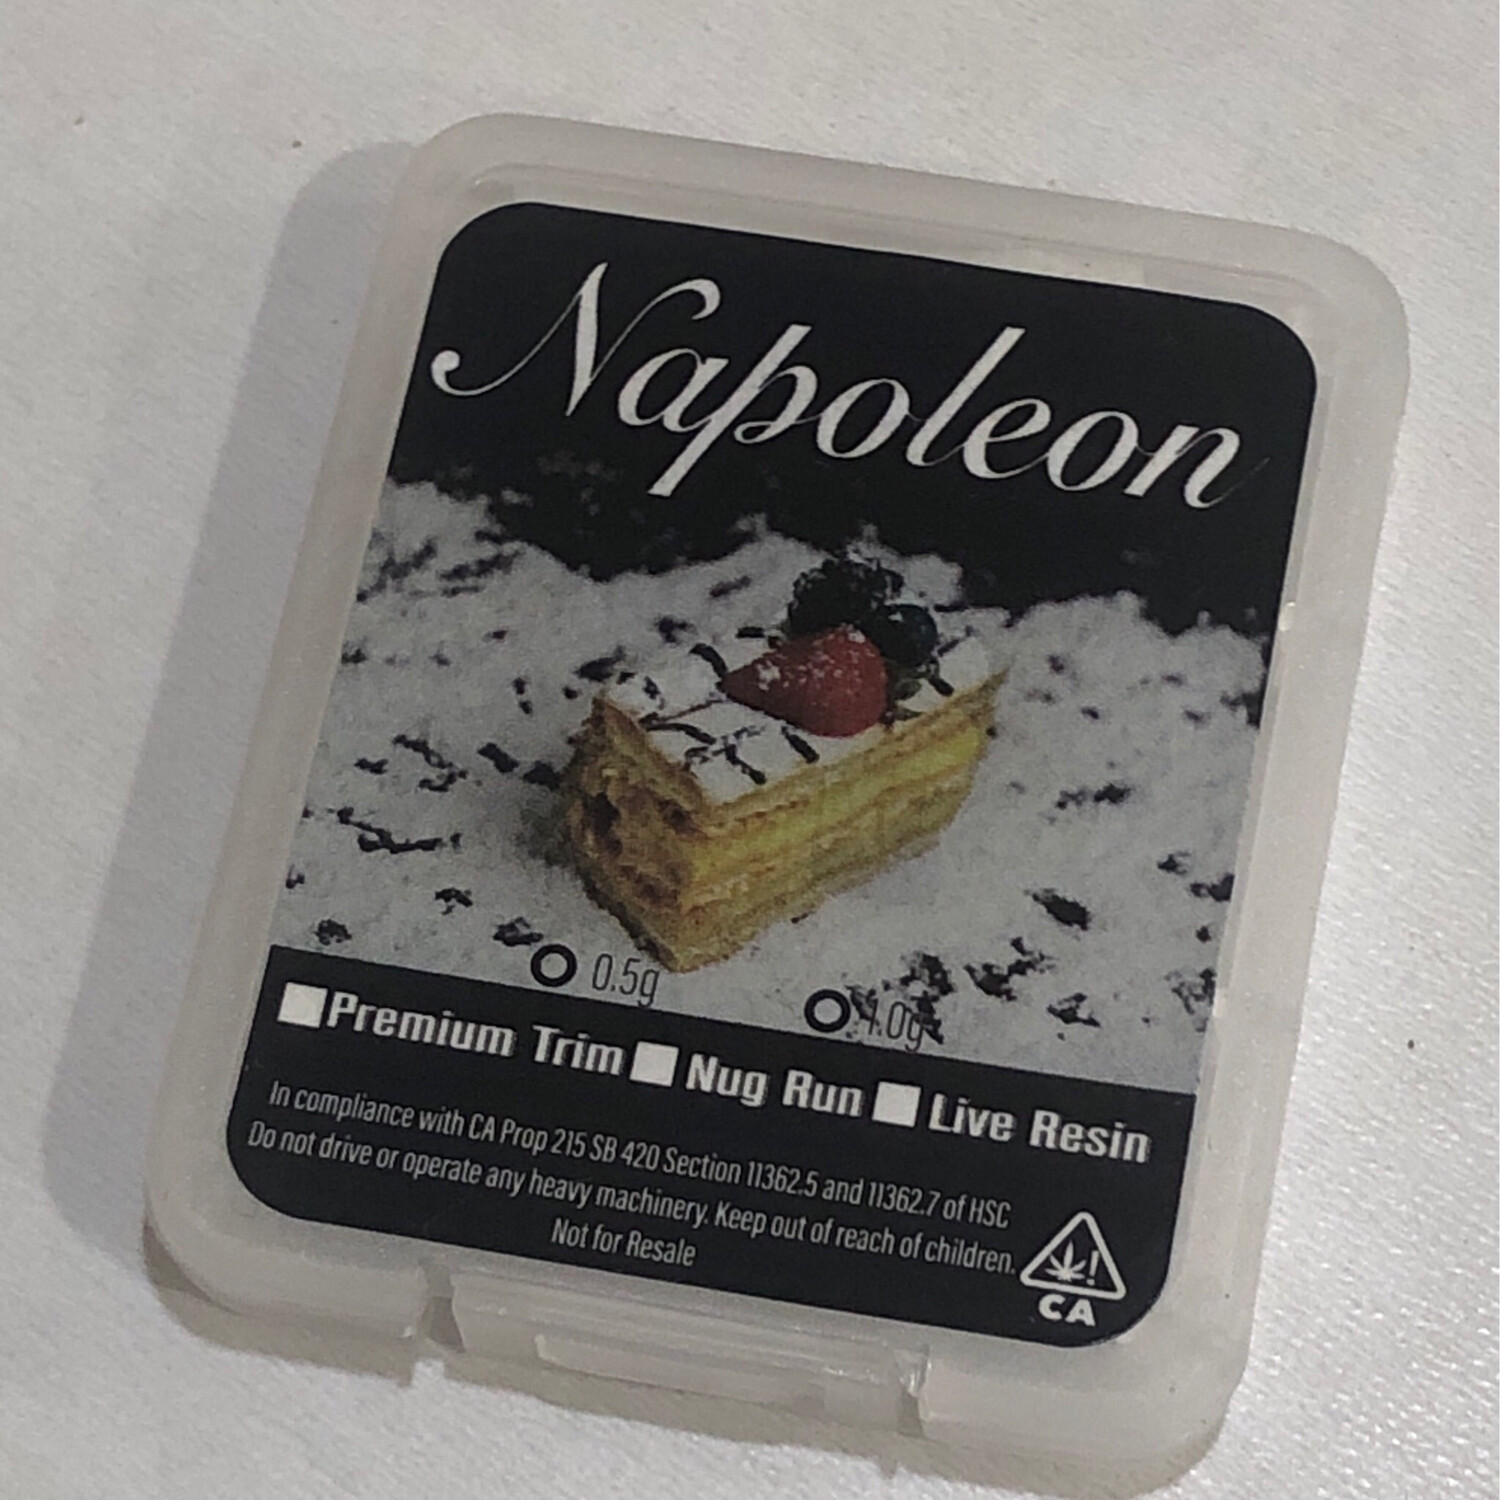 Napoleon
0.5g 1.0g
Premium Trim Nug Run Live Resin
In compliance with CA Prop 215 SB 420 Section 11362.5 and 11362.7 of HSC
Do not drive or operate any heavy machinery. Keep out of reach of children.
Not for Resale
!
CA